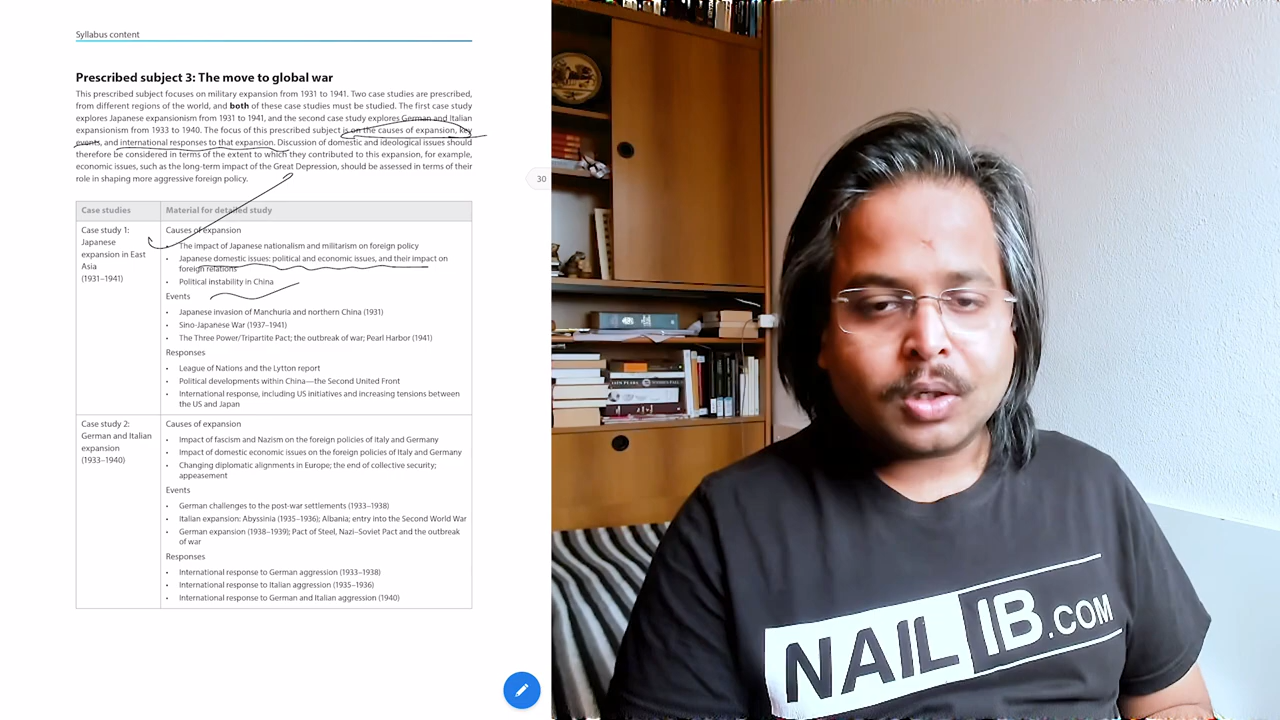 Syllabus content
Prescribed subject 3: The move to global war
This prescribed subject focuses on military expansion from 1931 to 1941. Two case studies are prescribed,
from different regions of the world, and both of these case studies must be studied. The first case study
explores Japanese expansionism from 1931 to 1941, and the second case study explores German and Italian
expansionism from 1933 to 1940. The focus of this prescribed subject is on the causes of expansion, key
events, and international responses to that expansion. Discussion of domestic and ideological issues should
therefore be considered in terms of the extent to which they contributed to this expansion, for example,
economic issues, such as the long-term impact of the Great Depression, should be assessed in terms of their
role in shaping more aggressive foreign policy.
30
Case studies
Material for detailed study
Case study 1:
Japanese
expansion in East
Asia
(1931–1941)
Causes of expansion
• The impact of Japanese nationalism and militarism on foreign policy
• Japanese domestic issues: political and economic issues, and their impact on
foreign relations
• Political instability in China
Events
• Japanese invasion of Manchuria and northern China (1931)
• Sino-Japanese War (1937–1941)
• The Three Power/Tripartite Pact; the outbreak of war; Pearl Harbor (1941)
Responses
• League of Nations and the Lytton report
• Political developments within China—the Second United Front
• International response, including US initiatives and increasing tensions between
the US and Japan
Case study 2:
German and Italian
expansion
(1933–1940)
Causes of expansion
• Impact of fascism and Nazism on the foreign policies of Italy and Germany
• Impact of domestic economic issues on the foreign policies of Italy and Germany
• Changing diplomatic alignments in Europe; the end of collective security;
appeasement
Events
• German challenges to the post-war settlements (1933–1938)
• Italian expansion: Abyssinia (1935–1936); Albania; entry into the Second World War
• German expansion (1938–1939); Pact of Steel, Nazi–Soviet Pact and the outbreak
of war
Responses
• International response to German aggression (1933–1938)
• International response to Italian aggression (1935–1936)
• International response to German and Italian aggression (1940)
NAIL IB.COM